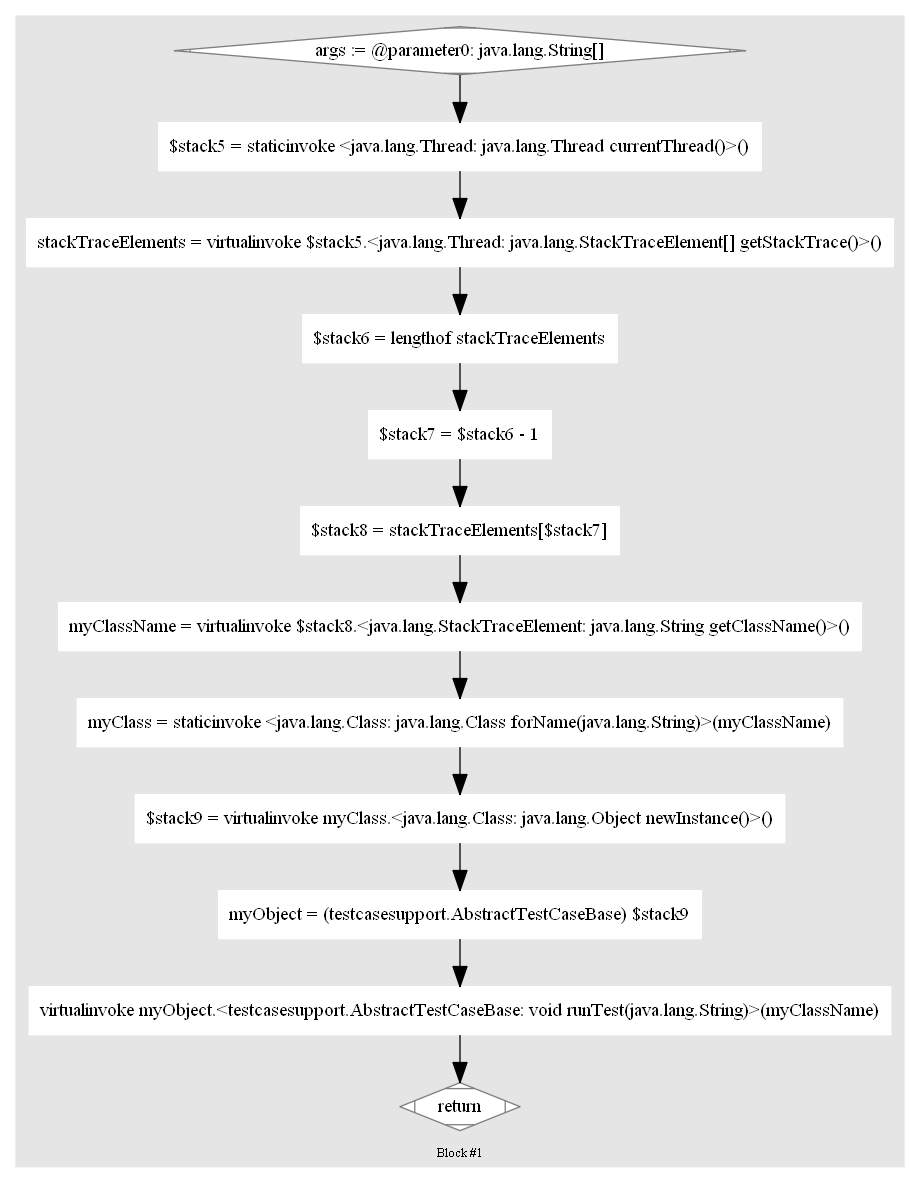 args := @parameter0: java.lang.String[]
$stack5 = staticinvoke <java.lang.Thread: java.lang.Thread currentThread()>()
stackTraceElements = virtualinvoke $stack5.<java.lang.Thread: java.lang.StackTraceElement[] getStackTrace()>()
$stack6 = lengthof stackTraceElements
$stack7 = $stack6 - 1
$stack8 = stackTraceElements[$stack7]
myClassName = virtualinvoke $stack8.<java.lang.StackTraceElement: java.lang.String getClassName()>()
myClass = staticinvoke <java.lang.Class: java.lang.Class forName(java.lang.String)>(myClassName)
$stack9 = virtualinvoke myClass.<java.lang.Class: java.lang.Object newInstance()>()
myObject = (testcasesupport.AbstractTestCaseBase) $stack9
virtualinvoke myObject.<testcasesupport.AbstractTestCaseBase: void runTest(java.lang.String)>(myClassName)
return
Block #1